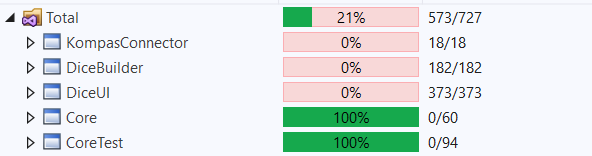 Total 21% 573/727
KompasConnector 0% 18/18
DiceBuilder 0% 182/182
DiceUI 0% 373/373
Core 100% 0/60
CoreTest 100% 0/94